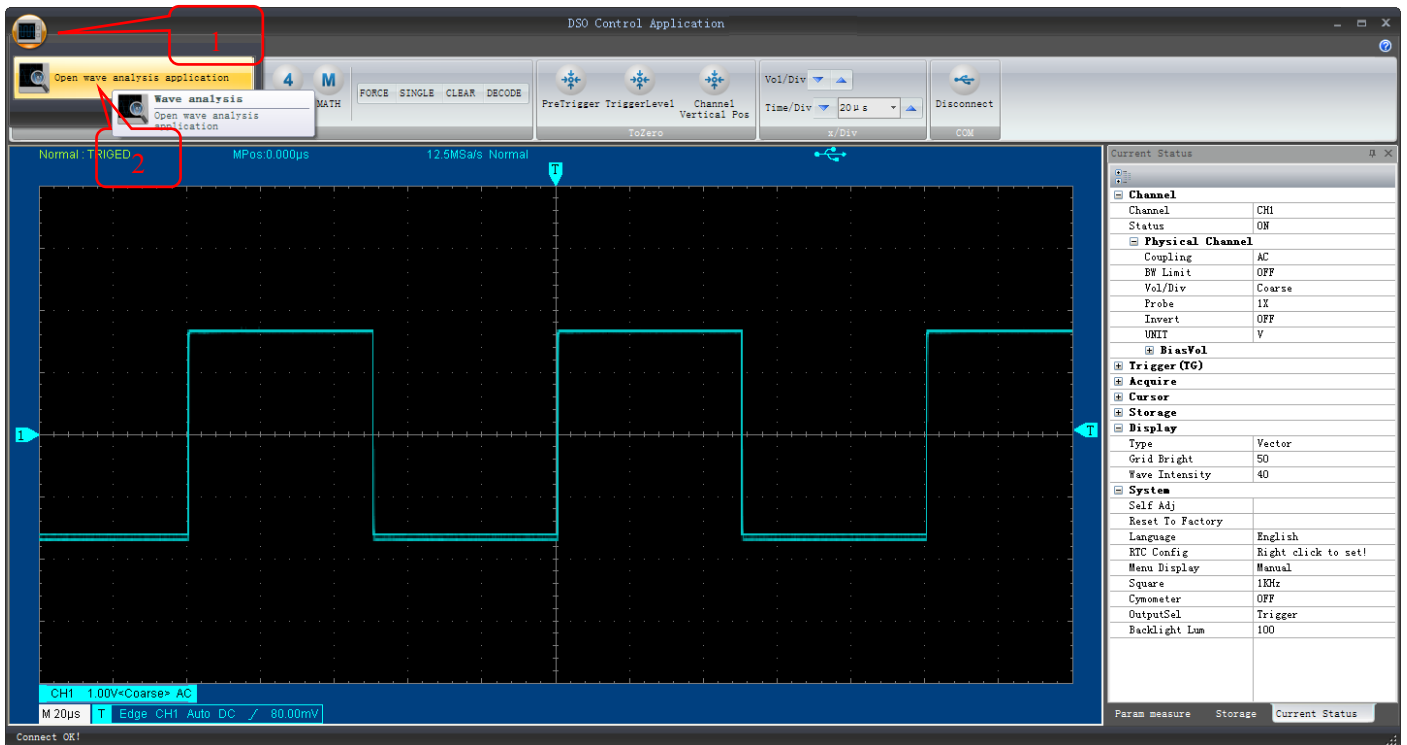 DSO Control Application
1
Open wave analysis application
Wave analysis
Open wave analysis
application
2
4
M
MATH
FORCE SINGLE CLEAR DECODE
PreTrigger TriggerLevel Channel
Vertical Pos
ToZero
Vol/Div
Time/Div 20μs
x/Div
Disconnect
COM
Normal : TRIGED MPos:0.000μs 12.5MSa/s Normal
T
1
T
CH1 1.00V<Coarse> AC
M 20μs T Edge CH1 Auto DC 80.00mV
Current Status
Channel
Channel CH1
Status ON
Physical Channel
Coupling AC
BW Limit OFF
Vol/Div Coarse
Probe 1X
Invert OFF
UNIT V
BiasVol
Trigger(TG)
Acquire
Cursor
Storage
Display
Type Vector
Grid Bright 50
Wave Intensity 40
System
Self Adj
Reset To Factory
Language English
RTC Config Right click to set!
Menu Display Manual
Square 1KHz
Cymometer OFF
OutputSel Trigger
Backlight Lum 100
Param measure Storage Current Status
Connect OK!